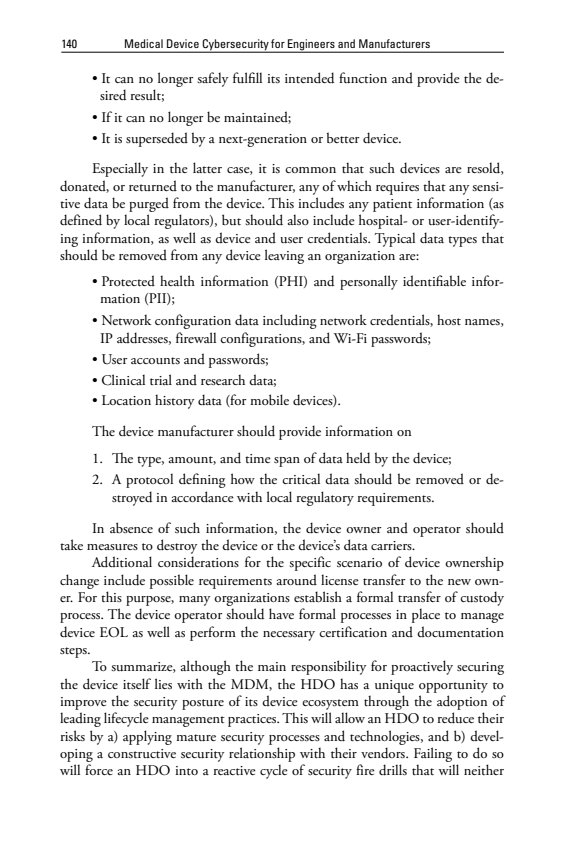 140 Medical Device Cybersecurity for Engineers and Manufacturers
• It can no longer safely fulfill its intended function and provide the de-
sired result;
• If it can no longer be maintained;
• It is superseded by a next-generation or better device.
Especially in the latter case, it is common that such devices are resold,
donated, or returned to the manufacturer, any of which requires that any sensi-
tive data be purged from the device. This includes any patient information (as
defined by local regulators), but should also include hospital- or user-identify-
ing information, as well as device and user credentials. Typical data types that
should be removed from any device leaving an organization are:
• Protected health information (PHI) and personally identifiable infor-
mation (PII);
• Network configuration data including network credentials, host names,
IP addresses, firewall configurations, and Wi-Fi passwords;
• User accounts and passwords;
• Clinical trial and research data;
• Location history data (for mobile devices).
The device manufacturer should provide information on
1. The type, amount, and time span of data held by the device;
2. A protocol defining how the critical data should be removed or de-
stroyed in accordance with local regulatory requirements.
In absence of such information, the device owner and operator should
take measures to destroy the device or the device's data carriers.
Additional considerations for the specific scenario of device ownership
change include possible requirements around license transfer to the new own-
er. For this purpose, many organizations establish a formal transfer of custody
process. The device operator should have formal processes in place to manage
device EOL as well as perform the necessary certification and documentation
steps.
To summarize, although the main responsibility for proactively securing
the device itself lies with the MDM, the HDO has a unique opportunity to
improve the security posture of its device ecosystem through the adoption of
leading lifecycle management practices. This will allow an HDO to reduce their
risks by a) applying mature security processes and technologies, and b) devel-
oping a constructive security relationship with their vendors. Failing to do so
will force an HDO into a reactive cycle of security fire drills that will neither